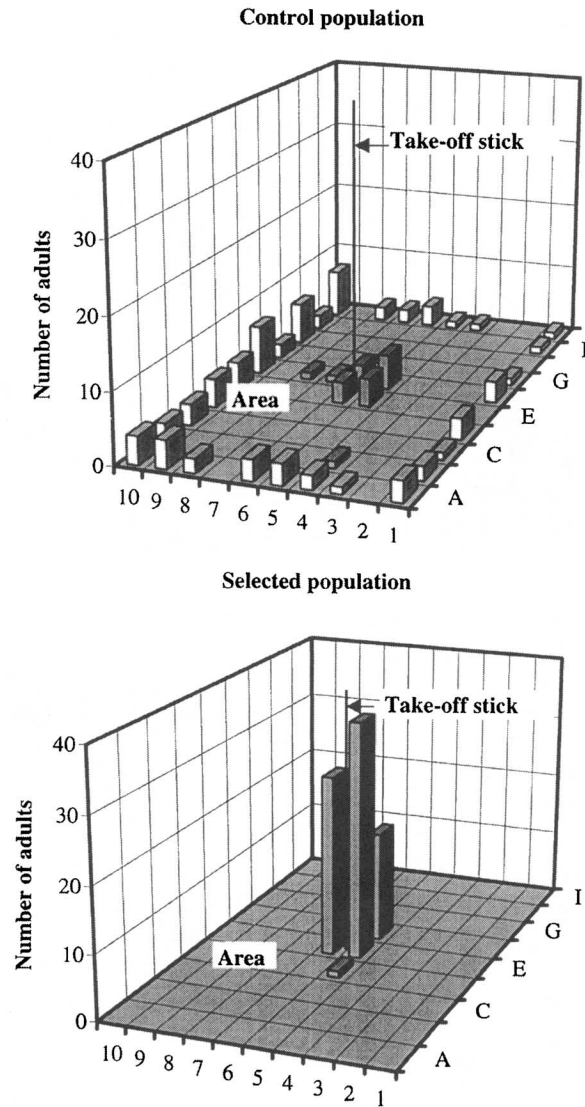 Control population
Take-off stick
40
30
20
10
0
Number of adults
Area
10 9 8 7 6 5 4 3 2 1
A
C
E
G
I
Selected population
Take-off stick
40
30
20
10
0
Number of adults
Area
10 9 8 7 6 5 4 3 2 1
A
C
E
G
I